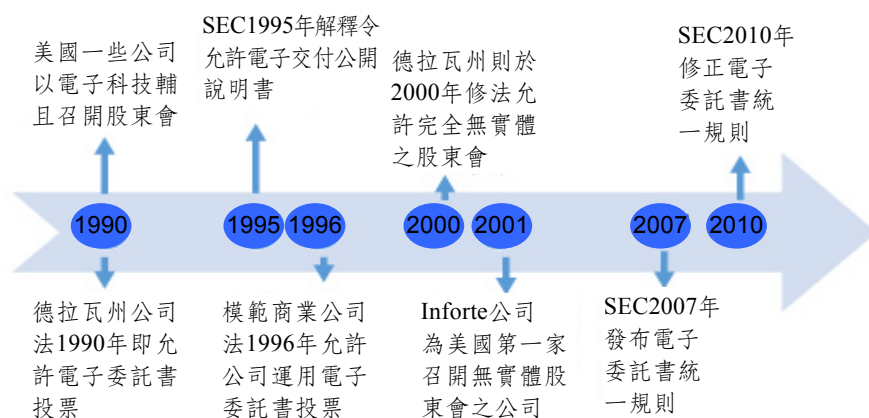 美國一些公司
以電子科技輔
且召開股東會
SEC1995年解釋令
允許電子交付公開
說明書
德拉瓦州則於
2000年修法允
許完全無實體
之股東會
SEC2010年
修正電子
委託書統
一規則
1990
1995
1996
2000
2001
2007
2010
德拉瓦州公司
法1990年即允
許電子委託書
投票
模範商業公司
法1996年允許
公司運用電子
委託書投票
Inforte公司
為美國第一家
召開無實體股
東會之公司
SEC2007年
發布電子
委託書統
一規則